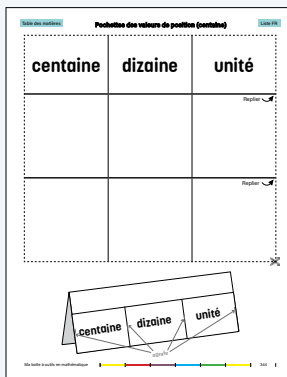 Table des matières
Pochettes des valeurs de position (centaine)
Liste FR
centaine dizaine unité
Replier
Replier
centaine dizaine unité
agrafe
Ma boîte à outils en mathématique